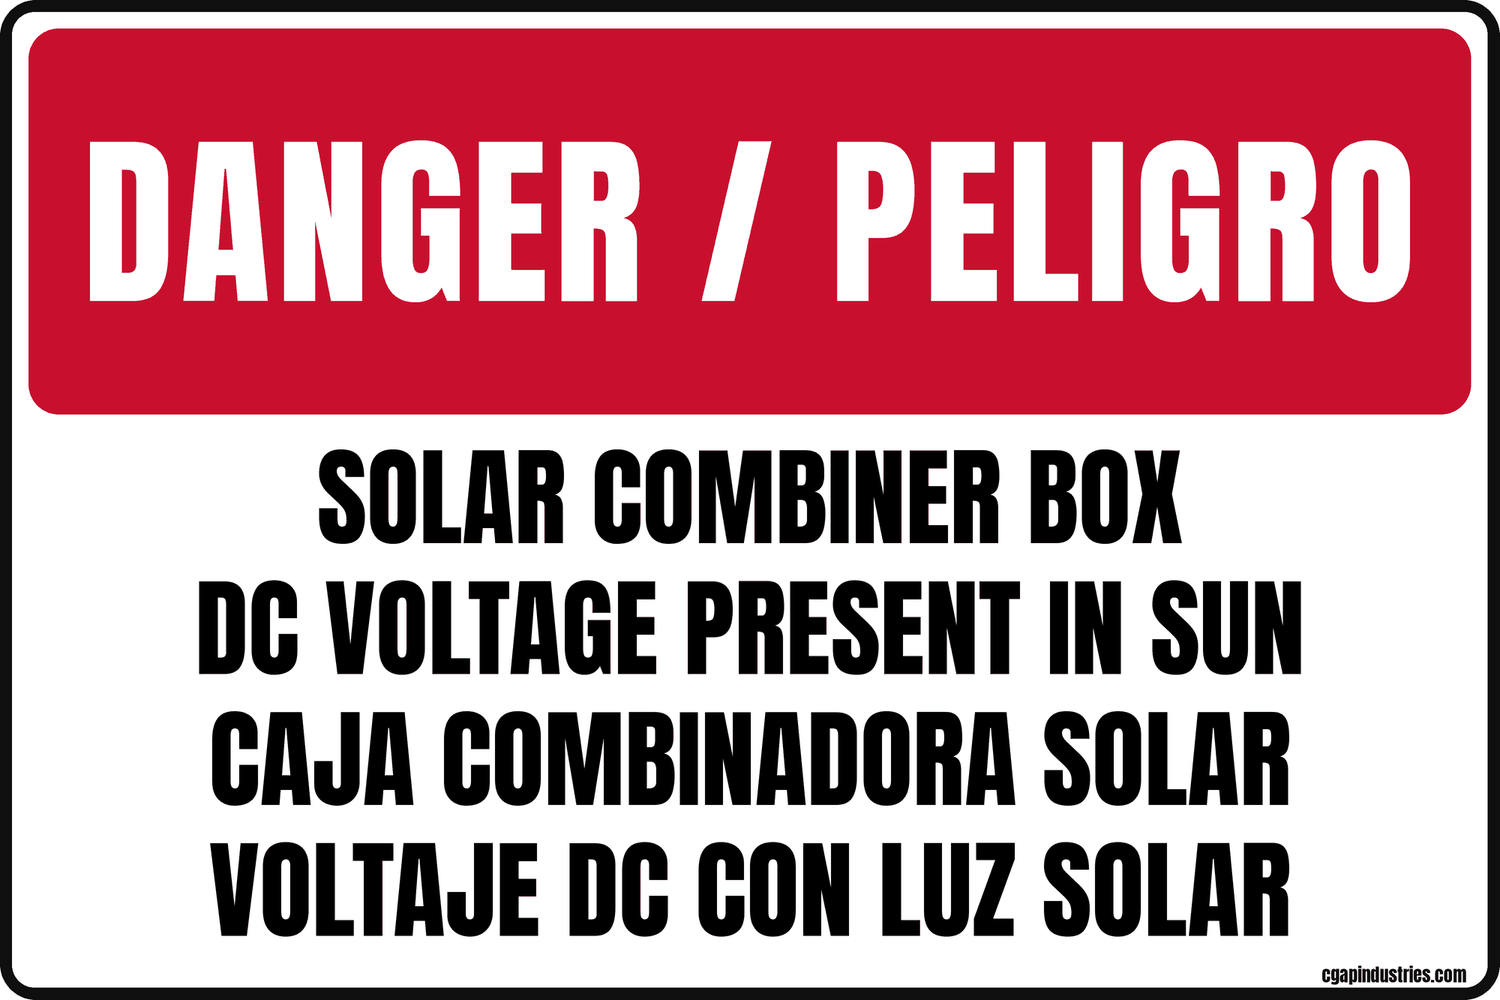 DANGER / PELIGRO
SOLAR COMBINER BOX
DC VOLTAGE PRESENT IN SUN
CAJA COMBINADORA SOLAR
VOLTAJE DC CON LUZ SOLAR
cgapindustries.com